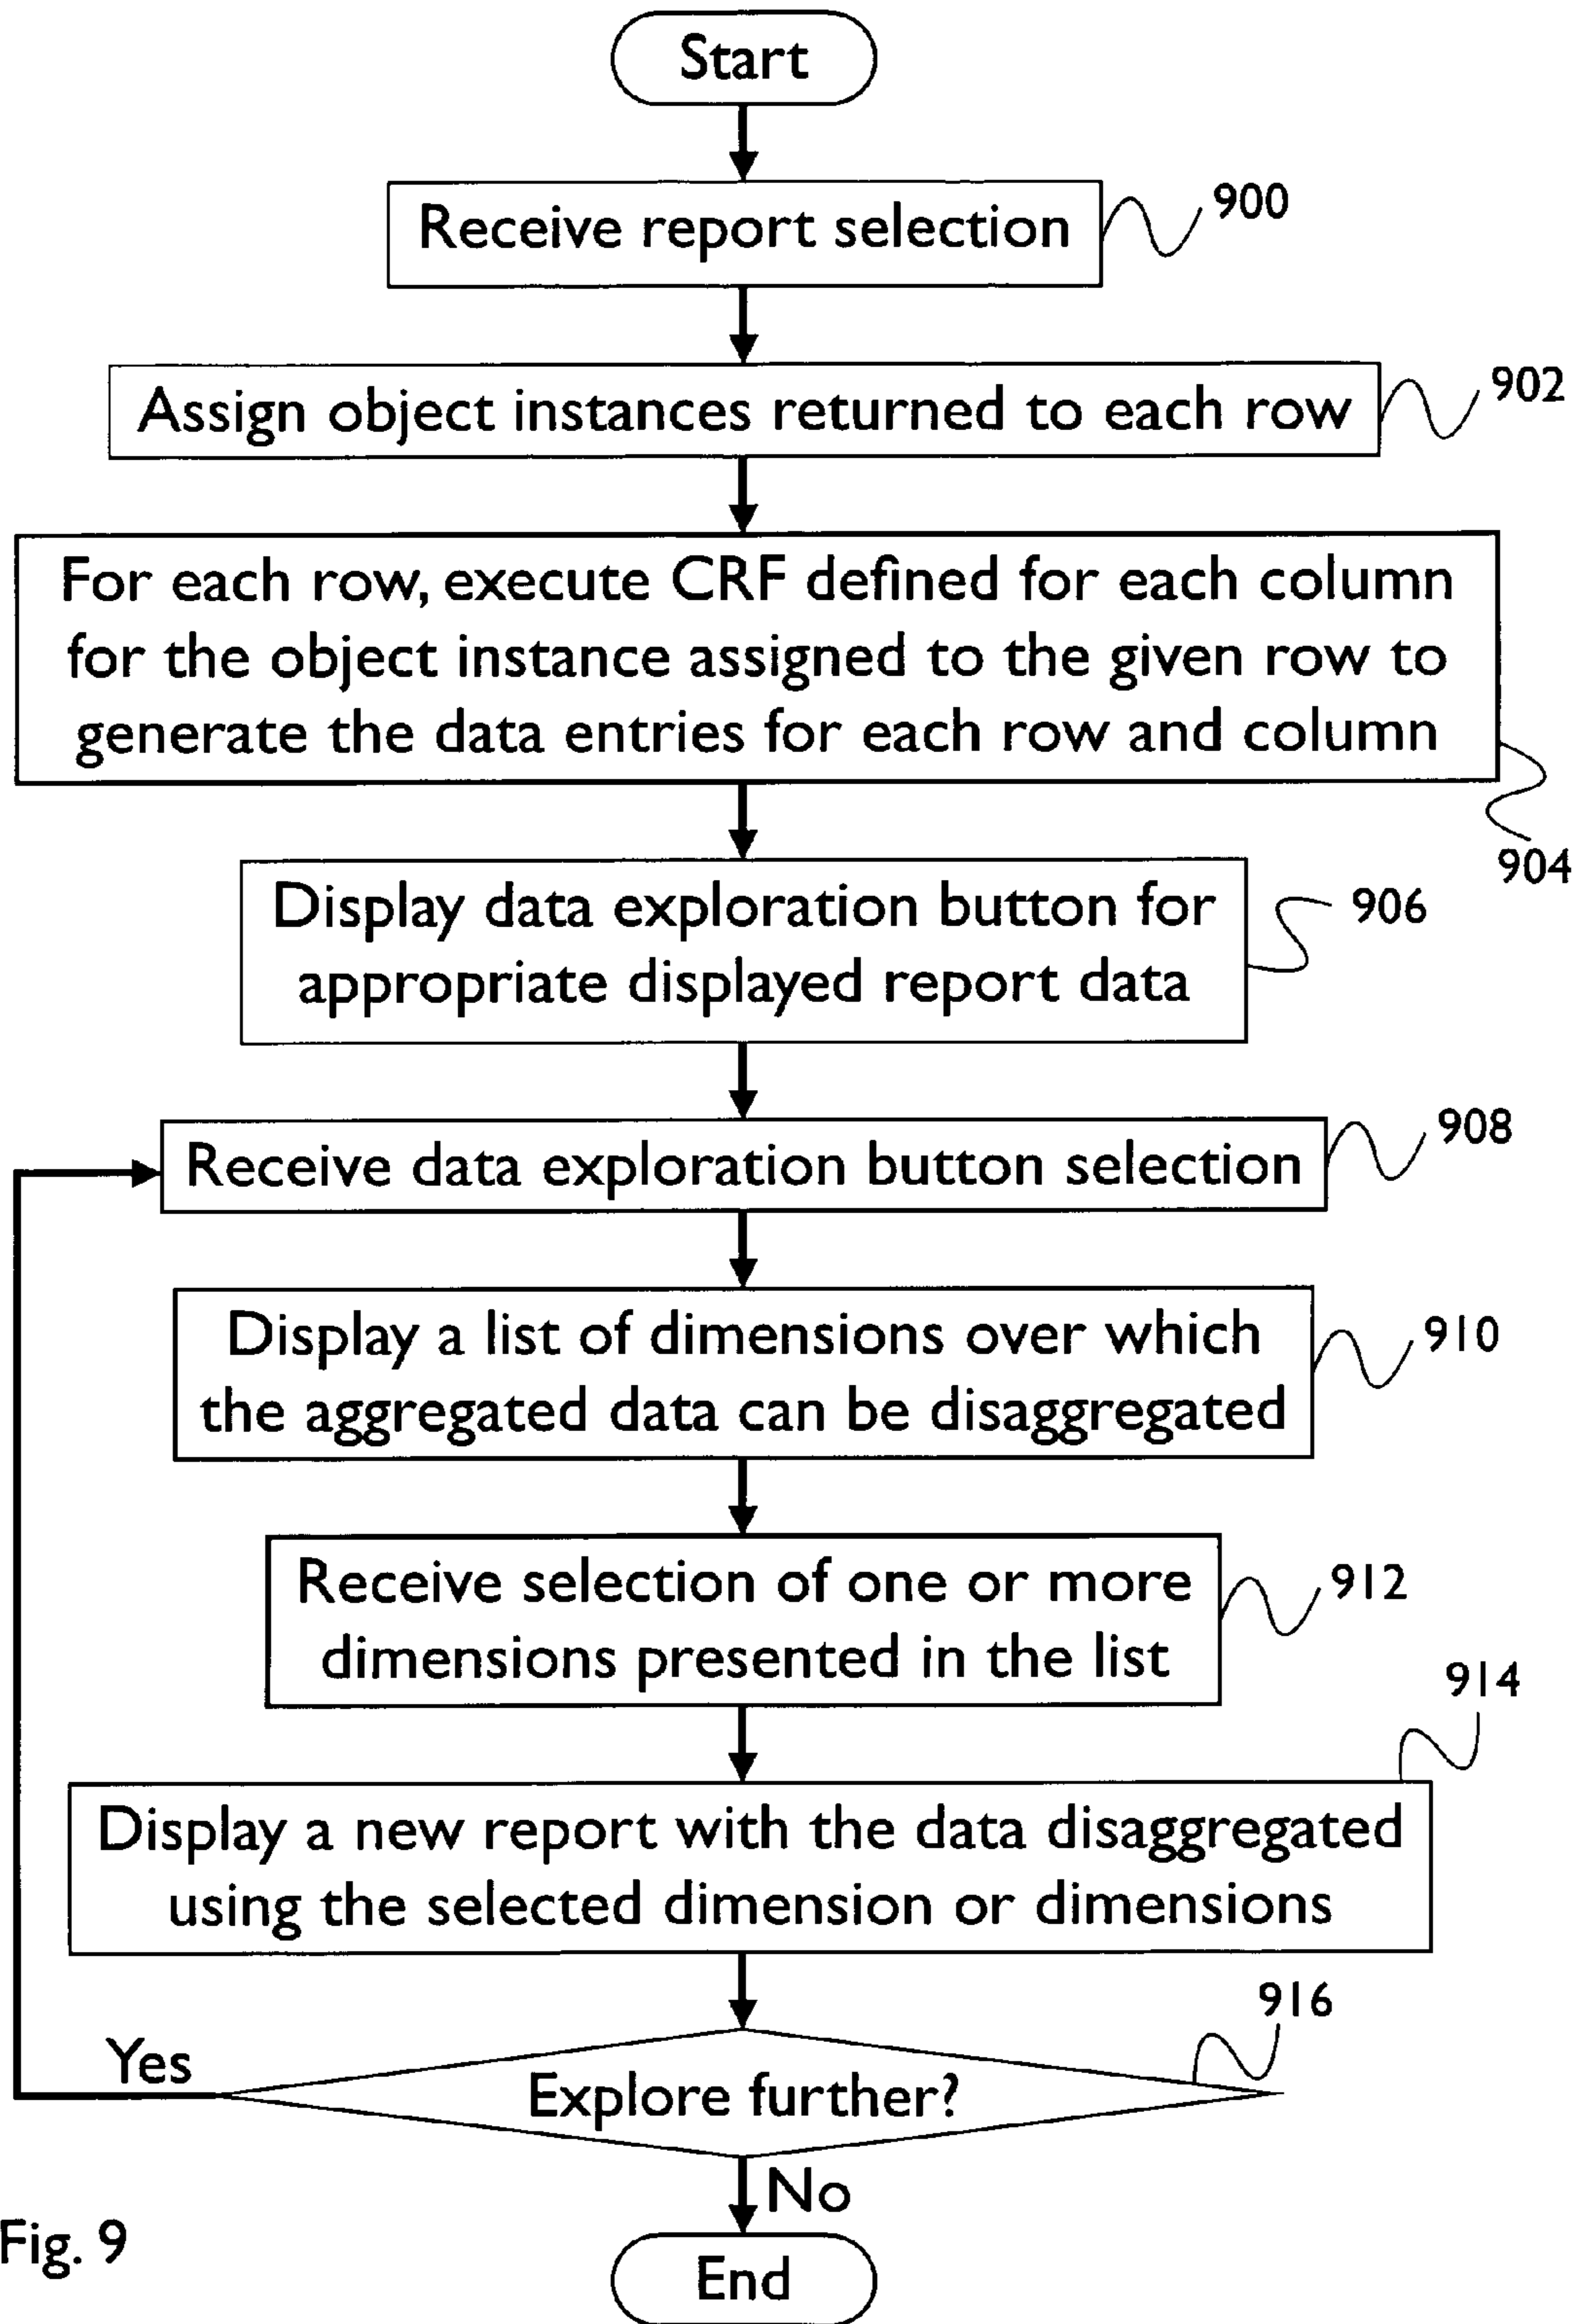 Start
Receive report selection
900
Assign object instances returned to each row
902
For each row, execute CRF defined for each column
for the object instance assigned to the given row to
generate the data entries for each row and column
904
Display data exploration button for
appropriate displayed report data
906
Receive data exploration button selection
908
Display a list of dimensions over which
the aggregated data can be disaggregated
910
Receive selection of one or more
dimensions presented in the list
912
914
Display a new report with the data disaggregated
using the selected dimension or dimensions
916
Yes
Explore further?
No
Fig. 9
End